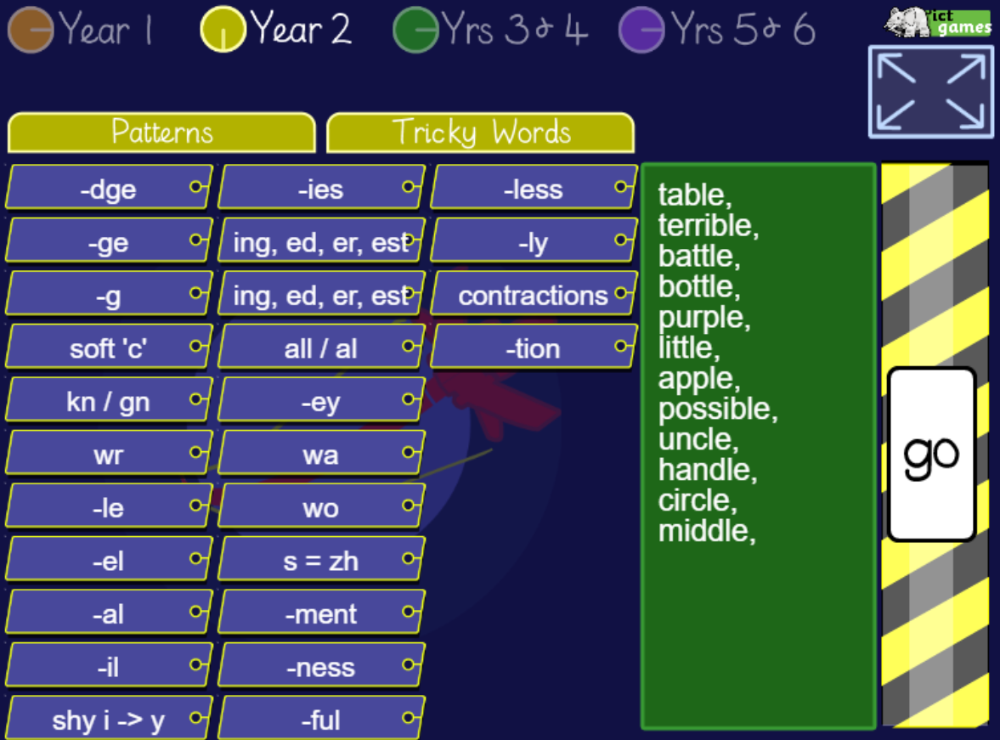 Year 1
Year 2
Yrs 3 & 4
Yrs 5 & 6
Pict
games
Patterns
Tricky Words
-dge
-ies
-less
-ge
ing, ed, er, est
-ly
-g
ing, ed, er, est
contractions
soft 'c'
all / al
-tion
kn / gn
-ey
wr
wa
-le
wo
-el
s = zh
-al
-ment
-il
-ness
shy i -> y
-ful
table,
terrible,
battle,
bottle,
purple,
little,
apple,
possible,
uncle,
handle,
circle,
middle,
go